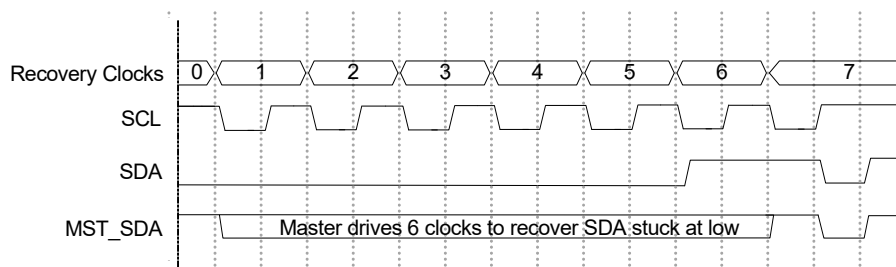 Recovery Clocks 0 1 2 3 4 5 6 7
SCL
SDA
MST_SDA Master drives 6 clocks to recover SDA stuck at low